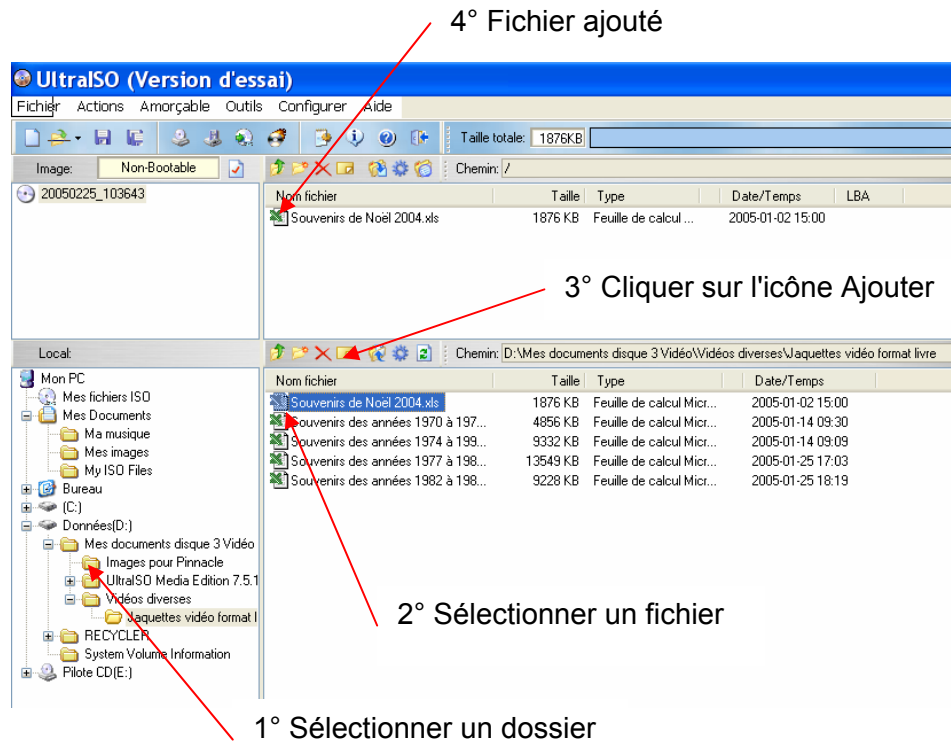 4° Fichier ajouté
UltraISO (Version d'essai)
Fichier Actions Amorçable Outils Configurer Aide
Taille totale: 1876KB
Image: Non-Bootable Chemin: /
20050225_103643
Nom fichier Taille Type Date/Temps LBA
Souvenirs de Noël 2004.xls 1876 KB Feuille de calcul ... 2005-01-02 15:00
3° Cliquer sur l'icône Ajouter
Local: Chemin: D:\Mes documents disque 3 Vidéo\Vidéos diverses\Jaquettes vidéo format livre
Nom fichier Taille Type Date/Temps
Souvenirs de Noël 2004.xls 1876 KB Feuille de calcul Micr... 2005-01-02 15:00
Souvenirs des années 1970 à 197... 4856 KB Feuille de calcul Micr... 2005-01-14 09:30
Souvenirs des années 1974 à 199... 9332 KB Feuille de calcul Micr... 2005-01-14 09:09
Souvenirs des années 1977 à 198... 13549 KB Feuille de calcul Micr... 2005-01-25 17:03
Souvenirs des années 1982 à 198... 9228 KB Feuille de calcul Micr... 2005-01-25 18:19
Mon PC
Mes fichiers ISO
Mes Documents
Ma musique
Mes images
My ISO Files
Bureau
(C:)
Données(D:)
Mes documents disque 3 Vidéo
Images pour Pinnacle
UltraISO Media Edition 7.5.1
Vidéos diverses
Jaquettes vidéo format l
RECYCLER
System Volume Information
Pilote CD(E:)
2° Sélectionner un fichier
1° Sélectionner un dossier